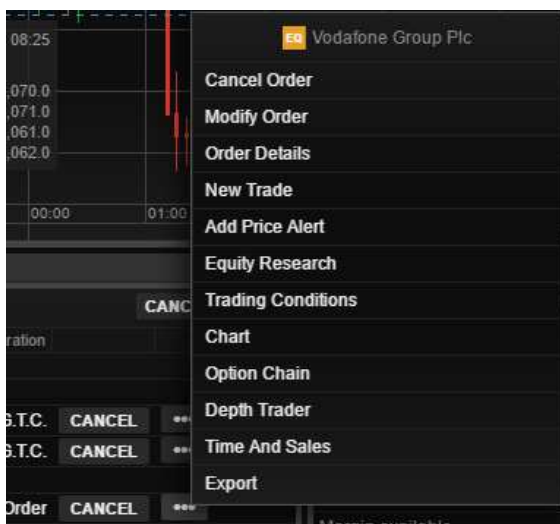 08:25
EQ Vodafone Group Plc
Cancel Order
,070.0
Modify Order
,071.0
,061.0
Order Details
,062.0
New Trade
00:00 01:00
Add Price Alert
Equity Research
Trading Conditions
CANC
ration
Chart
Option Chain
Depth Trader
G.T.C. CANCEL •••
Time And Sales
G.T.C. CANCEL •••
Export
Order CANCEL •••
Margin available